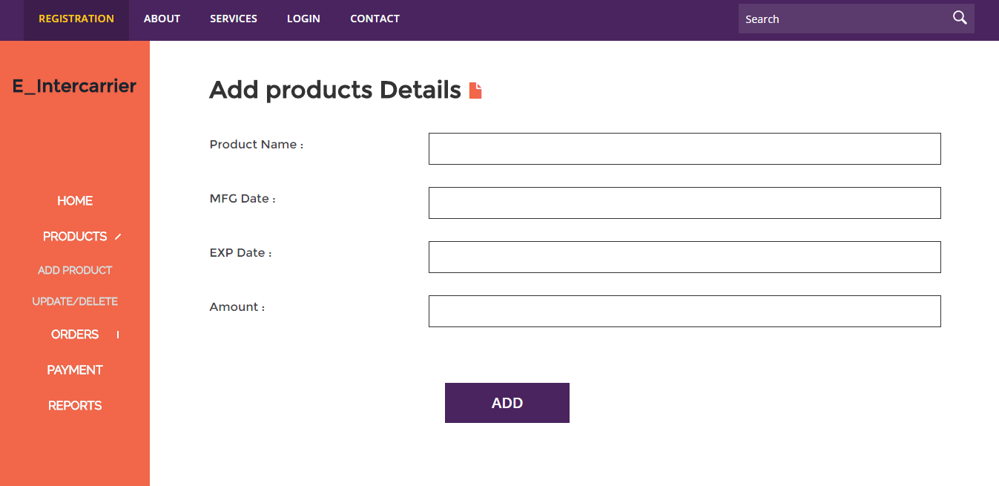 REGISTRATION ABOUT SERVICES LOGIN CONTACT Search
E_Intercarrier
HOME
PRODUCTS
ADD PRODUCT
UPDATE/DELETE
ORDERS
PAYMENT
REPORTS
Add products Details
Product Name :
MFG Date :
EXP Date :
Amount :
ADD